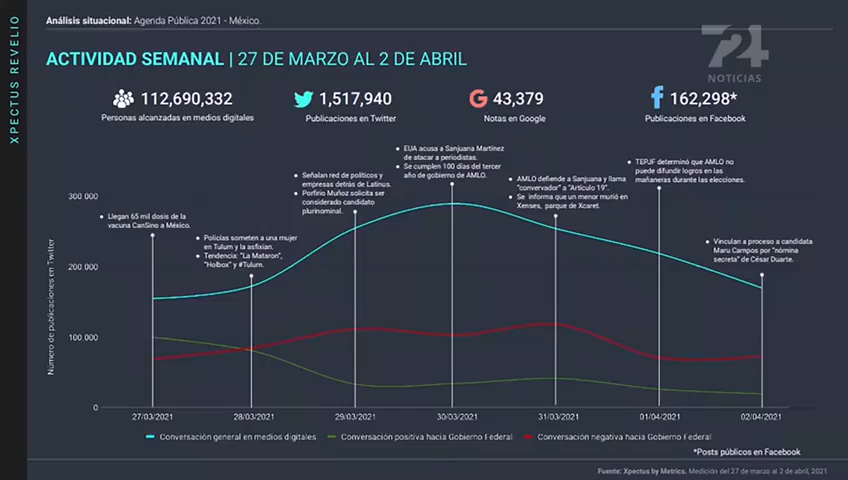 XPECTUS REVELIO
Análisis situacional: Agenda Pública 2021 - México.
724
NOTICIAS
ACTIVIDAD SEMANAL | 27 DE MARZO AL 2 DE ABRIL
112,690,332
Personas alcanzadas en medios digitales
1,517,940
Publicaciones en Twitter
43,379
Notas en Google
162,298*
Publicaciones en Facebook
Número de publicaciones en Twitter
300 000
200 000
100,000
0
Llegan 65 mil dosis de la
vacuna CanSino a México.
Policías someten a una mujer
en Tulum y la asfixian.
Tendencia: "La Mataron",
"Holbox" y #Tulum.
Señalan red de políticos y
empresas detrás de Latinus.
Porfirio Muñoz solicita ser
considerado candidato
plurinominal.
EUA acusa a Sanjuana Martínez
de atacar a periodistas.
Se cumplen 100 días del tercer
año de gobierno de AMLO.
AMLO defiende a Sanjuana y llama
"convervador" a "Artículo 19".
Se informa que un menor murió en
Xenses, parque de Xcaret.
TEPJF determinó que AMLO no
puede difundir logros en las
mañaneras durante las elecciones.
Vinculan a proceso a candidata
Maru Campos por "nómina
secreta" de César Duarte.
27/03/2021
28/03/2021
29/03/2021
30/03/2021
31/03/2021
01/04/2021
02/04/2021
Conversación general en medios digitales
Conversación positiva hacia Gobierno Federal
Conversación negativa hacia Gobierno Federal
*Posts públicos en Facebook
Fuente: Xpectus by Metrics. Medición del 27 de marzo al 2 de abril, 2021